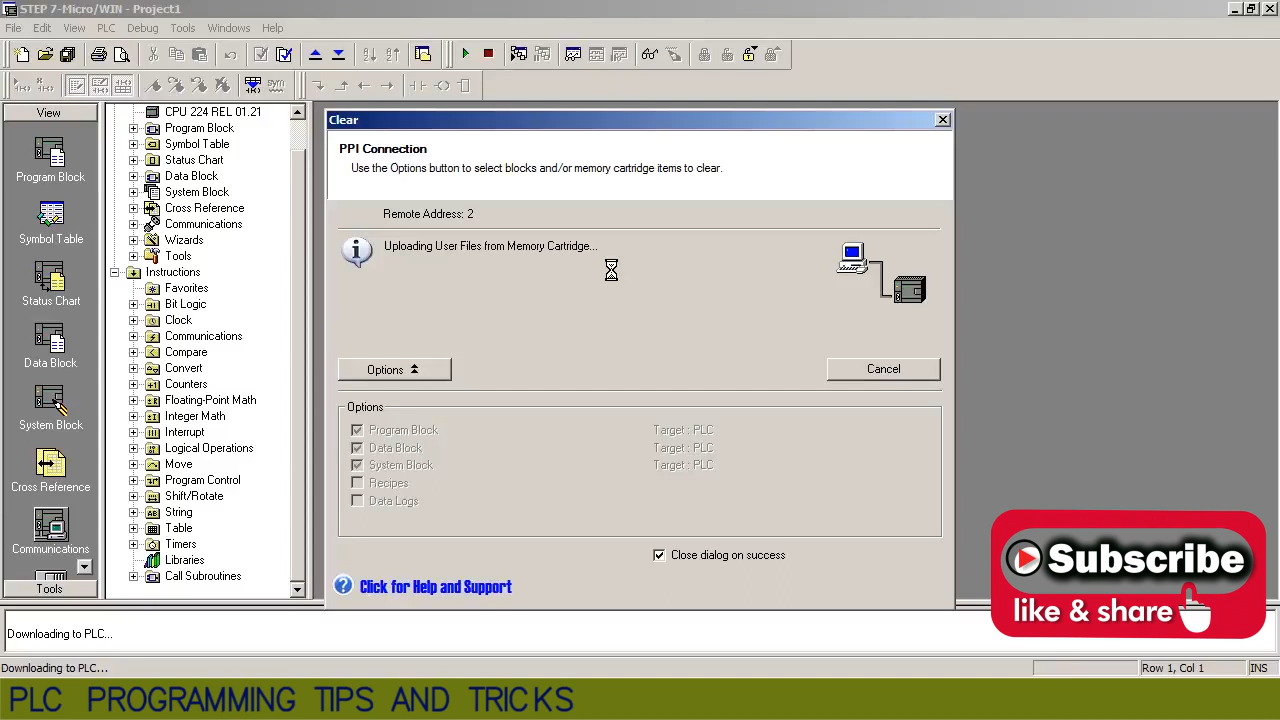 STEP 7-Micro/WIN - Project1
File Edit View PLC Debug Tools Windows Help
View
Program Block
Symbol Table
Status Chart
Data Block
System Block
Cross Reference
Communications
Tools
CPU 224 REL 01.21
Program Block
Symbol Table
Status Chart
Data Block
System Block
Cross Reference
Communications
Wizards
Tools
Instructions
Favorites
Bit Logic
Clock
Communications
Compare
Convert
Counters
Floating-Point Math
Integer Math
Interrupt
Logical Operations
Move
Program Control
Shift/Rotate
String
Table
Timers
Libraries
Call Subroutines
Clear
PPI Connection
Use the Options button to select blocks and/or memory cartridge items to clear.
Remote Address: 2
Uploading User Files from Memory Cartridge...
Options
Cancel
Options
Program Block Target : PLC
Data Block Target : PLC
System Block Target : PLC
Recipes
Data Logs
Close dialog on success
Click for Help and Support
Subscribe
like & share
Downloading to PLC...
Downloading to PLC...
Row 1, Col 1
INS
PLC PROGRAMMING TIPS AND TRICKS